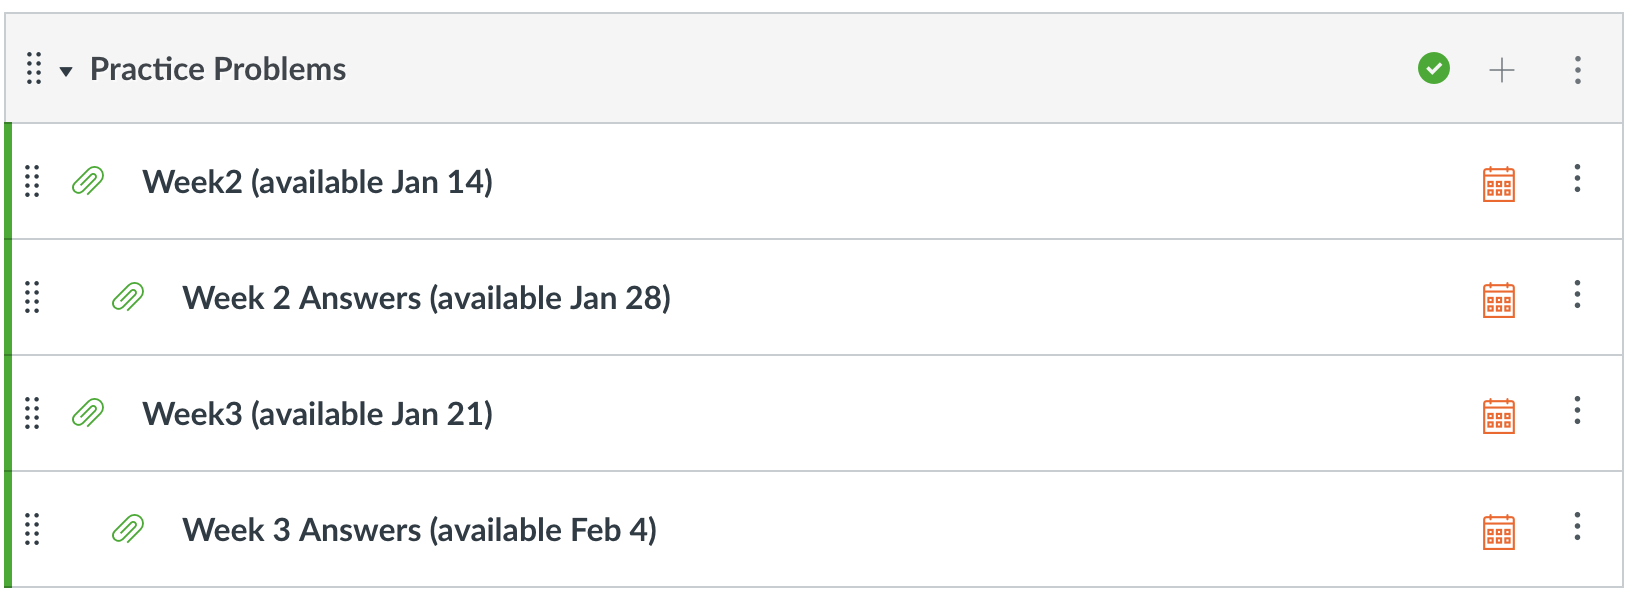 Practice Problems
Week2 (available Jan 14)
Week 2 Answers (available Jan 28)
Week3 (available Jan 21)
Week 3 Answers (available Feb 4)